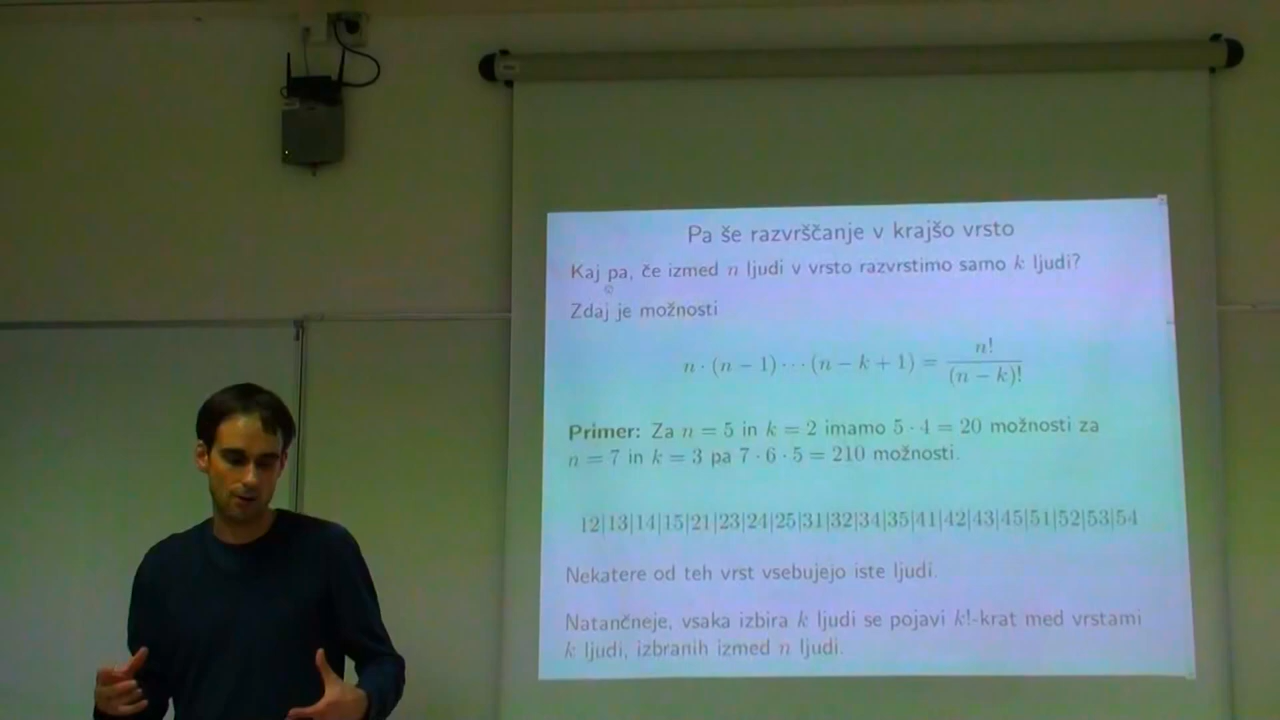 Pa še razvrščanje v krajšo vrsto
Kaj pa, če izmed n ljudi v vrsto razvrstimo samo k ljudi?
Zdaj je možnosti
n · (n − 1) · · · (n − k + 1) = n! / (n − k)!
Primer: Za n = 5 in k = 2 imamo 5 · 4 = 20 možnosti za
n = 7 in k = 3 pa 7 · 6 · 5 = 210 možnosti.
12|13|14|15|21|23|24|25|31|32|34|35|41|42|43|45|51|52|53|54
Nekatere od teh vrst vsebujejo iste ljudi.
Natančneje, vsaka izbira k ljudi se pojavi k!-krat med vrstami
k ljudi, izbranih izmed n ljudi.